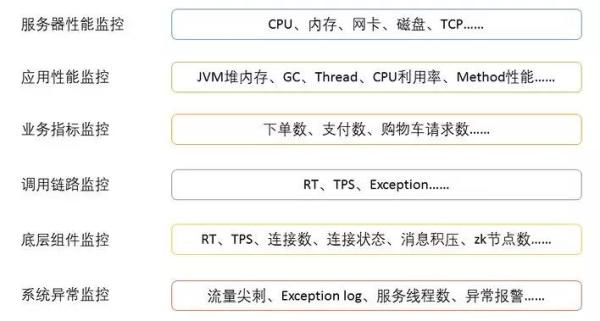 服务器性能监控 CPU、内存、网卡、磁盘、TCP……
应用性能监控 JVM堆内存、GC、Thread、CPU利用率、Method性能……
业务指标监控 下单数、支付数、购物车请求数……
调用链路监控 RT、TPS、Exception……
底层组件监控 RT、TPS、连接数、连接状态、消息积压、zk节点数……
系统异常监控 流量尖刺、Exception log、服务线程数、异常报警……